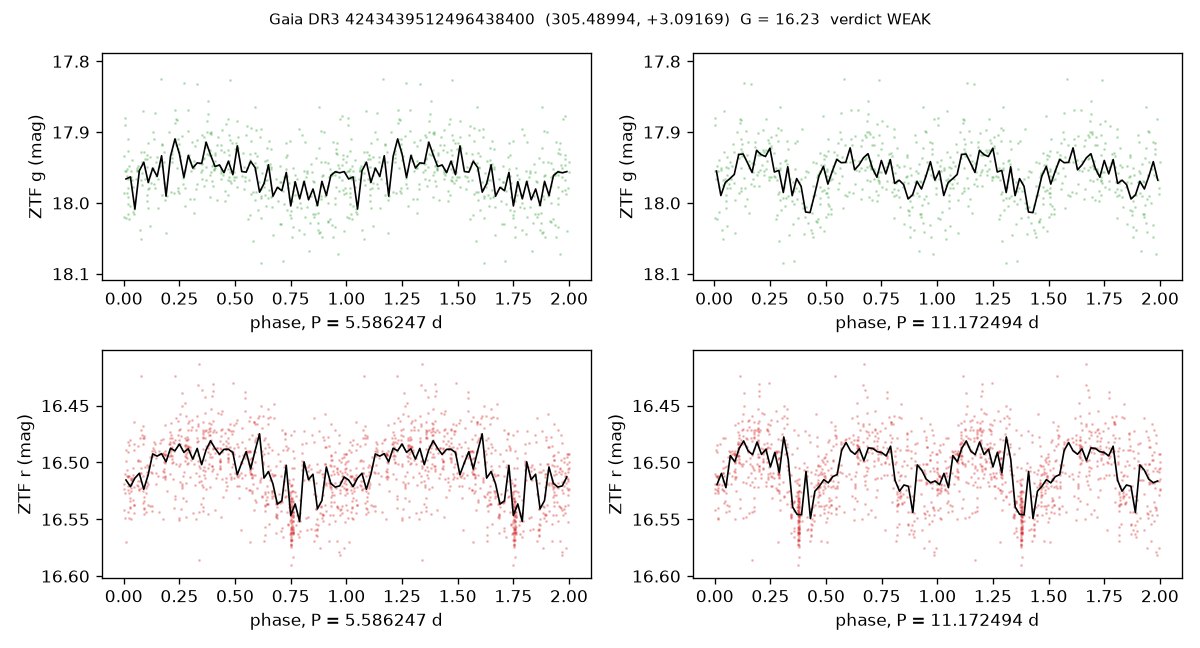 Gaia DR3 4243439512496438400  (305.48994, +3.09169)  G = 16.23  verdict WEAK
17.8
17.9
18.0
18.1
ZTF g (mag)
0.00 0.25 0.50 0.75 1.00 1.25 1.50 1.75 2.00
phase, P = 5.586247 d
17.8
17.9
18.0
18.1
ZTF g (mag)
0.00 0.25 0.50 0.75 1.00 1.25 1.50 1.75 2.00
phase, P = 11.172494 d
16.45
16.50
16.55
16.60
ZTF r (mag)
0.00 0.25 0.50 0.75 1.00 1.25 1.50 1.75 2.00
phase, P = 5.586247 d
16.45
16.50
16.55
16.60
ZTF r (mag)
0.00 0.25 0.50 0.75 1.00 1.25 1.50 1.75 2.00
phase, P = 11.172494 d